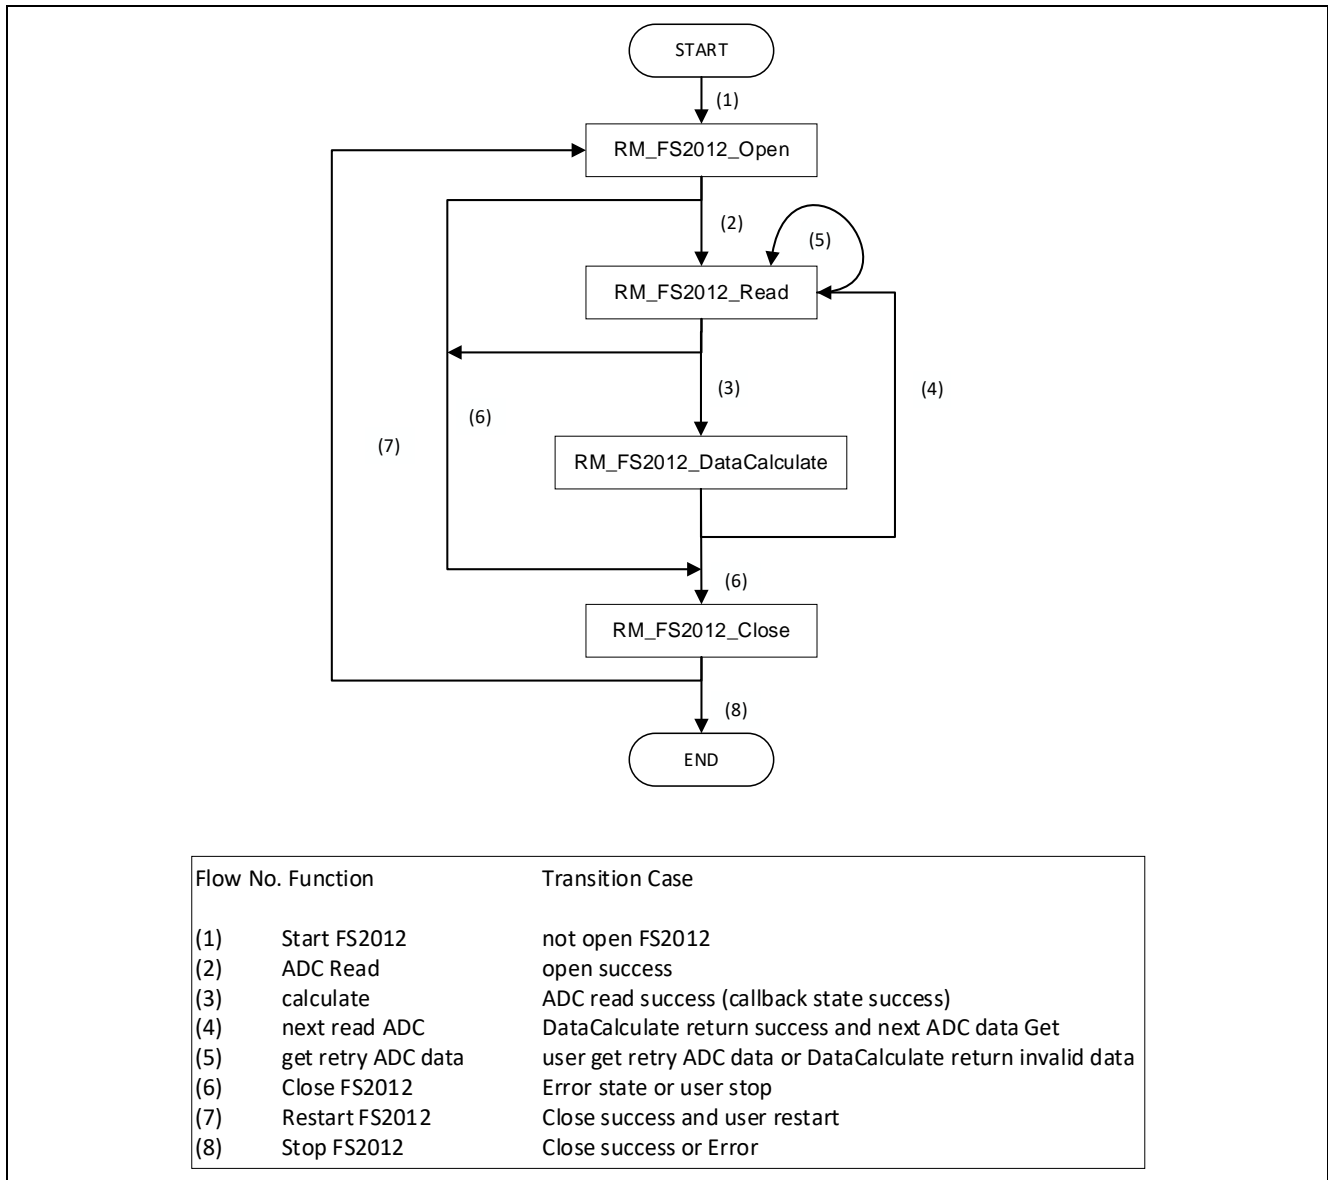 START
(1)
RM_FS2012_Open
(2)
(5)
RM_FS2012_Read
(3)
(4)
(6)
(7)
RM_FS2012_DataCalculate
(6)
RM_FS2012_Close
(8)
END
Flow No. Function Transition Case
(1) Start FS2012 not open FS2012
(2) ADC Read open success
(3) calculate ADC read success (callback state success)
(4) next read ADC DataCalculate return success and next ADC data Get
(5) get retry ADC data user get retry ADC data or DataCalculate return invalid data
(6) Close FS2012 Error state or user stop
(7) Restart FS2012 Close success and user restart
(8) Stop FS2012 Close success or Error